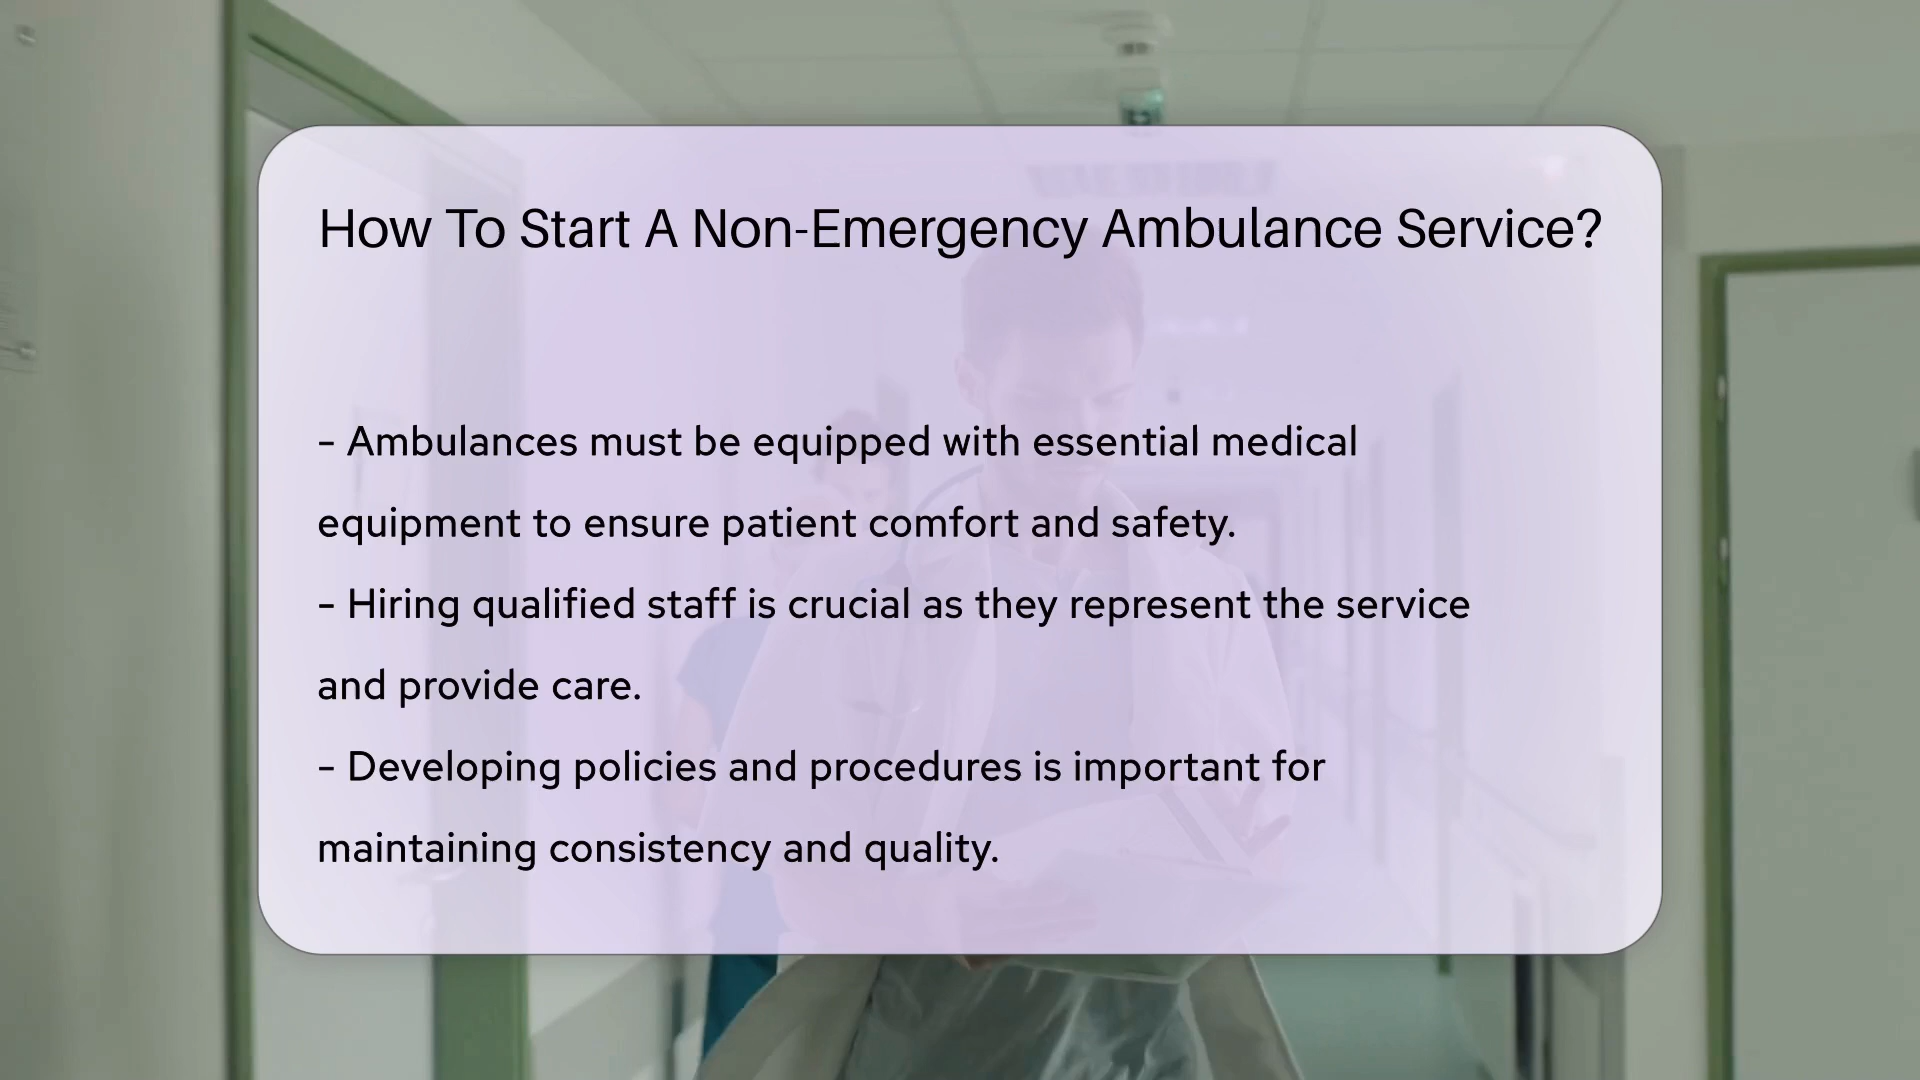 How To Start A Non-Emergency Ambulance Service?
- Ambulances must be equipped with essential medical
equipment to ensure patient comfort and safety.
- Hiring qualified staff is crucial as they represent the service
and provide care.
- Developing policies and procedures is important for
maintaining consistency and quality.